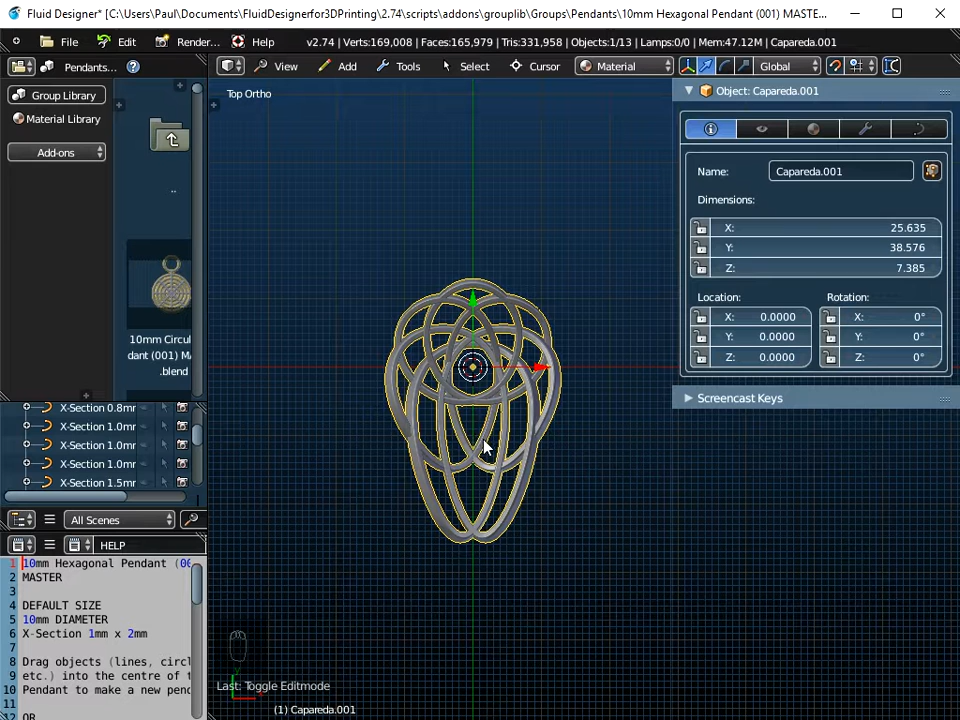 Fluid Designer* [C:\Users\Paul\Documents\FluidDesignerfor3DPrinting\2.74\scripts\addons\grouplib\Groups\Pendants\10mm Hexagonal Pendant (001) MASTE...
File Edit Render... Help v2.74 | Verts:169,008 | Faces:165,979 | Tris:331,958 | Objects:1/13 | Lamps:0/0 | Mem:47.12M | Capareda.001
Pendants... View Add Tools Select Cursor Material Global
Group Library
Material Library
Add-ons
..
10mm Circul
dant (001) M
.blend
Top Ortho
Object: Capareda.001
Name: Capareda.001
Dimensions:
X: 25.635
Y: 38.576
Z: 7.385
Location: Rotation:
X: 0.0000 X: 0°
Y: 0.0000 Y: 0°
Z: 0.0000 Z: 0°
Screencast Keys
X-Section 0.8mr
X-Section 1.0mr
X-Section 1.0mr
X-Section 1.0mr
X-Section 1.5mr
All Scenes
HELP
1 10mm Hexagonal Pendant (00
2 MASTER
3
4 DEFAULT SIZE
5 10mm DIAMETER
6 X-Section 1mm x 2mm
7
8 Drag objects (lines, circl
9 etc.) into the centre of t
10 Pendant to make a new pend
11
12 OR
Last: Toggle Editmode
(1) Capareda.001